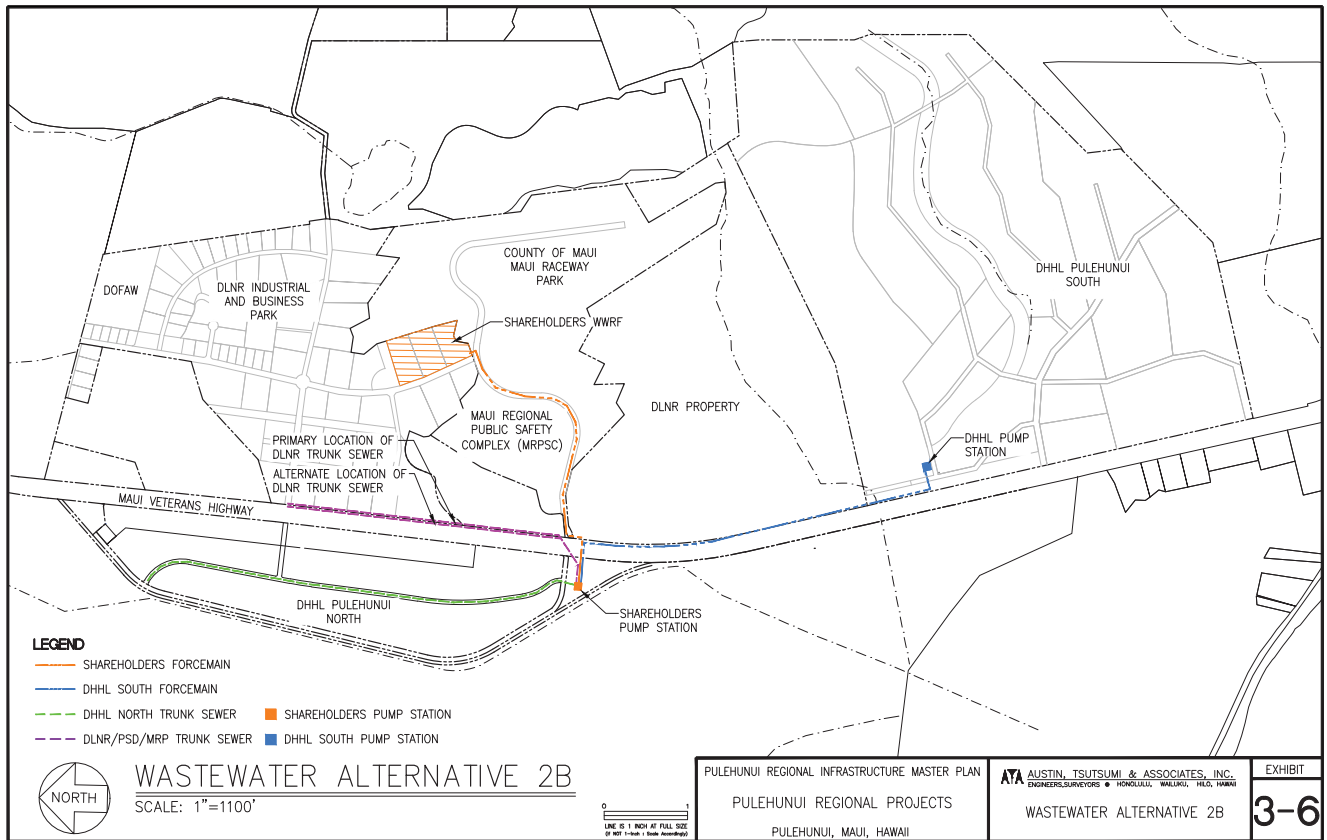 COUNTY OF MAUI
MAUI RACEWAY
PARK
DHHL PULEHUNUI
SOUTH
DOFAW
DLNR INDUSTRIAL
AND BUSINESS
PARK
SHAREHOLDERS WWRF
DLNR PROPERTY
MAUI REGIONAL
PUBLIC SAFETY
COMPLEX (MRPSC)
PRIMARY LOCATION OF
DLNR TRUNK SEWER
ALTERNATE LOCATION OF
DLNR TRUNK SEWER
DHHL PUMP
STATION
MAUI VETERANS HIGHWAY
DHHL PULEHUNUI
NORTH
SHAREHOLDERS
PUMP STATION
LEGEND
SHAREHOLDERS FORCEMAIN
DHHL SOUTH FORCEMAIN
DHHL NORTH TRUNK SEWER
SHAREHOLDERS PUMP STATION
DLNR/PSD/MRP TRUNK SEWER
DHHL SOUTH PUMP STATION
NORTH
WASTEWATER ALTERNATIVE 2B
SCALE: 1"=1100'
0 1
LINE IS 1 INCH AT FULL SIZE
(IF NOT 1-Inch : Scale Accordingly)
PULEHUNUI REGIONAL INFRASTRUCTURE MASTER PLAN
PULEHUNUI REGIONAL PROJECTS
PULEHUNUI, MAUI, HAWAII
ATA AUSTIN, TSUTSUMI & ASSOCIATES, INC.
ENGINEERS,SURVEYORS ● HONOLULU, WAILUKU, HILO, HAWAII
WASTEWATER ALTERNATIVE 2B
EXHIBIT
3-6